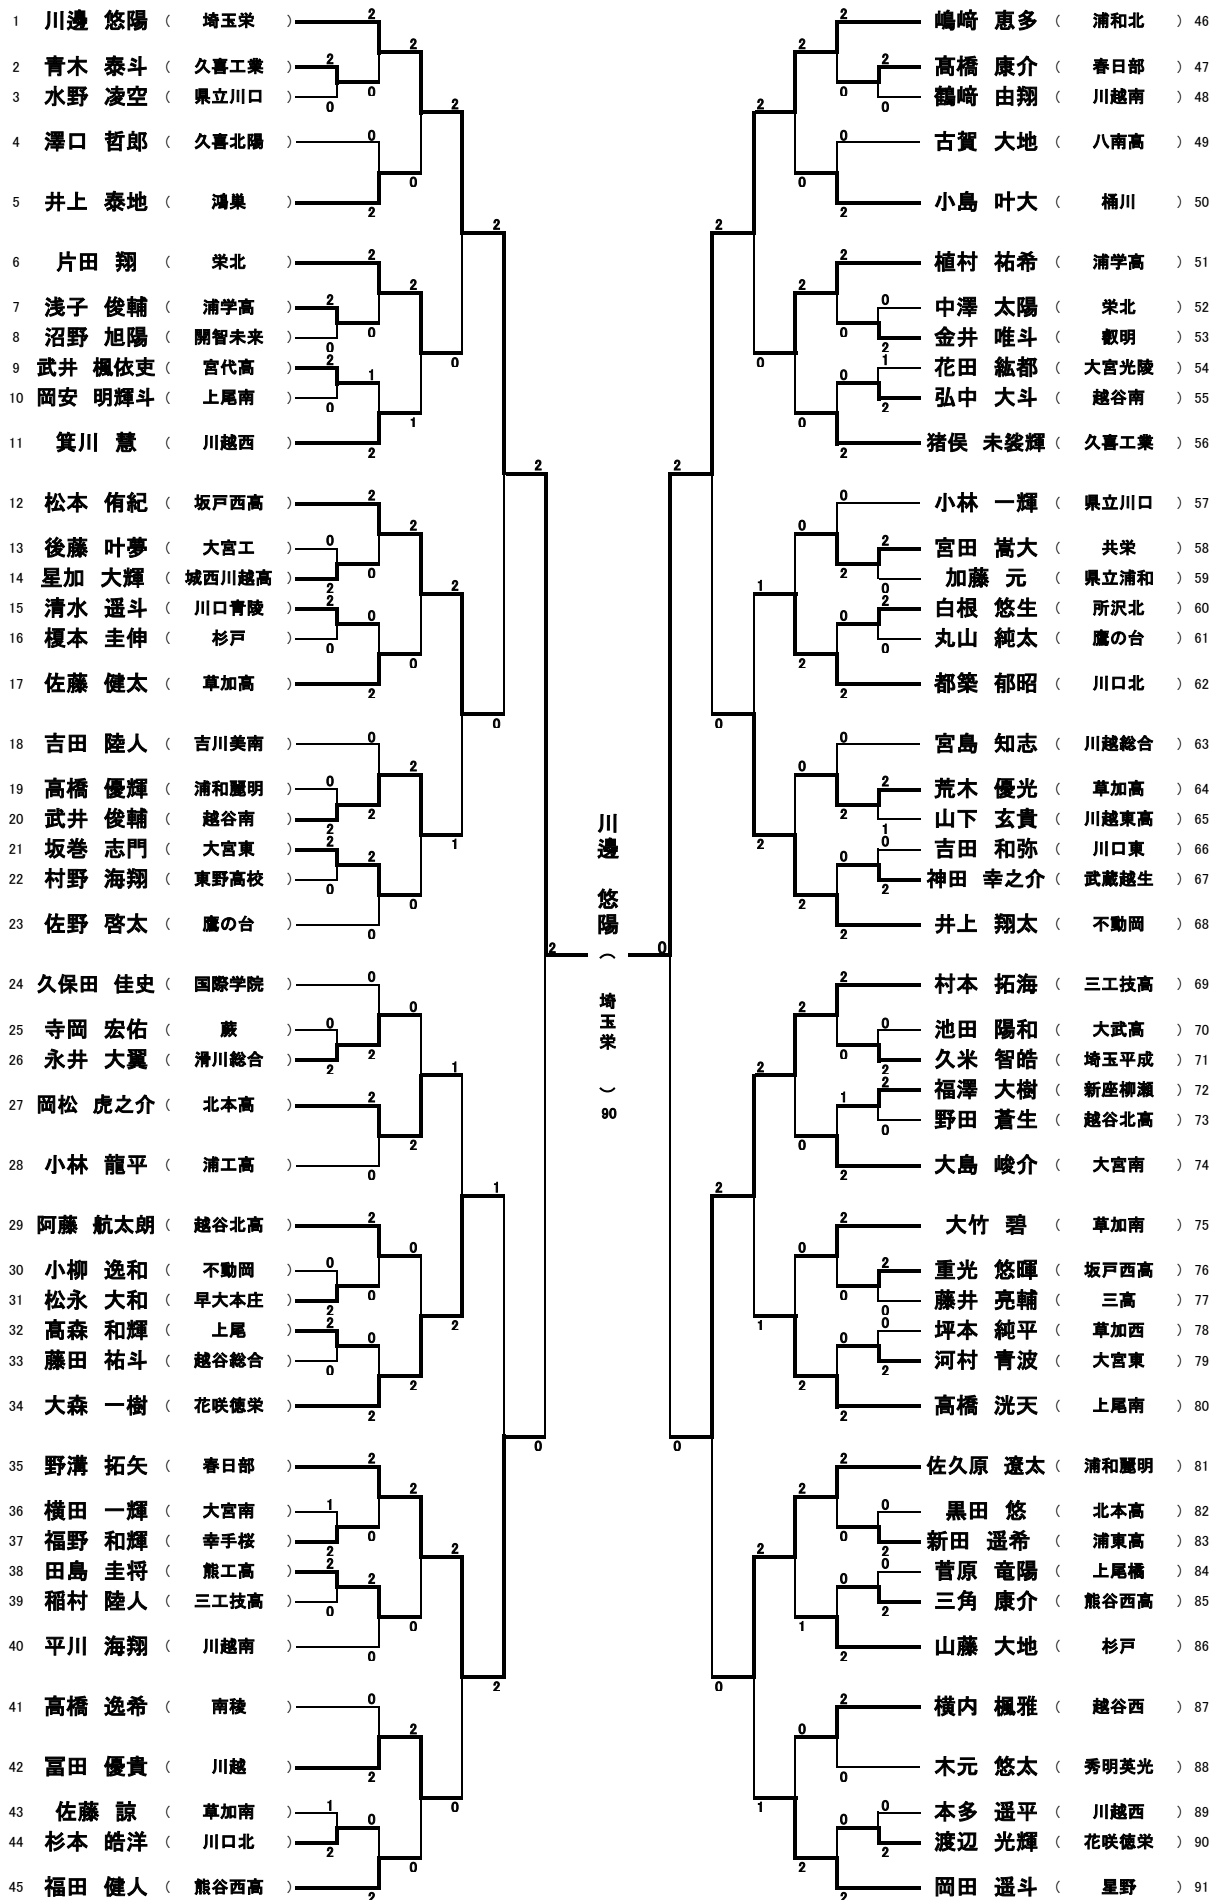 1 川邊 悠陽 ( 埼玉栄 )
2 青木 泰斗 ( 久喜工業 )
3 水野 凌空 ( 県立川口 )
4 澤口 哲郎 ( 久喜北陽 )
5 井上 泰地 ( 鴻巣 )
6 片田 翔 ( 栄北 )
7 浅子 俊輔 ( 浦学高 )
8 沼野 旭陽 ( 開智未来 )
9 武井 楓依吏 ( 宮代高 )
10 岡安 明輝斗 ( 上尾南 )
11 箕川 慧 ( 川越西 )
12 松本 侑紀 ( 坂戸西高 )
13 後藤 叶夢 ( 大宮工 )
14 星加 大輝 ( 城西川越高 )
15 清水 遥斗 ( 川口青陵 )
16 榎本 圭伸 ( 杉戸 )
17 佐藤 健太 ( 草加高 )
18 吉田 陸人 ( 吉川美南 )
19 高橋 優輝 ( 浦和麗明 )
20 武井 俊輔 ( 越谷南 )
21 坂巻 志門 ( 大宮東 )
22 村野 海翔 ( 東野高校 )
23 佐野 啓太 ( 鷹の台 )
24 久保田 佳史 ( 国際学院 )
25 寺岡 宏佑 ( 蕨 )
26 永井 大翼 ( 滑川総合 )
27 岡松 虎之介 ( 北本高 )
28 小林 龍平 ( 浦工高 )
29 阿藤 航太朗 ( 越谷北高 )
30 小柳 逸和 ( 不動岡 )
31 松永 大和 ( 早大本庄 )
32 髙森 和輝 ( 上尾 )
33 藤田 祐斗 ( 越谷総合 )
34 大森 一樹 ( 花咲徳栄 )
35 野溝 拓矢 ( 春日部 )
36 横田 一輝 ( 大宮南 )
37 福野 和輝 ( 幸手桜 )
38 田島 圭将 ( 熊工高 )
39 稲村 陸人 ( 三工技高 )
40 平川 海翔 ( 川越南 )
41 高橋 逸希 ( 南稜 )
42 冨田 優貴 ( 川越 )
43 佐藤 諒 ( 草加南 )
44 杉本 皓洋 ( 川口北 )
45 福田 健人 ( 熊谷西高 )
川邊 悠陽 ( 埼玉栄 ) 90
嶋﨑 恵多 ( 浦和北 ) 46
髙橋 康介 ( 春日部 ) 47
鶴﨑 由翔 ( 川越南 ) 48
古賀 大地 ( 八南高 ) 49
小島 叶大 ( 桶川 ) 50
植村 祐希 ( 浦学高 ) 51
中澤 太陽 ( 栄北 ) 52
金井 唯斗 ( 叡明 ) 53
花田 紘都 ( 大宮光陵 ) 54
弘中 大斗 ( 越谷南 ) 55
猪俣 未裟輝 ( 久喜工業 ) 56
小林 一輝 ( 県立川口 ) 57
宮田 嵩大 ( 共栄 ) 58
加藤 元 ( 県立浦和 ) 59
白根 悠生 ( 所沢北 ) 60
丸山 純太 ( 鷹の台 ) 61
都築 郁昭 ( 川口北 ) 62
宮島 知志 ( 川越総合 ) 63
荒木 優光 ( 草加高 ) 64
山下 玄貴 ( 川越東高 ) 65
吉田 和弥 ( 川口東 ) 66
神田 幸之介 ( 武蔵越生 ) 67
井上 翔太 ( 不動岡 ) 68
村本 拓海 ( 三工技高 ) 69
池田 陽和 ( 大武高 ) 70
久米 智皓 ( 埼玉平成 ) 71
福澤 大樹 ( 新座柳瀬 ) 72
野田 蒼生 ( 越谷北高 ) 73
大島 峻介 ( 大宮南 ) 74
大竹 碧 ( 草加南 ) 75
重光 悠暉 ( 坂戸西高 ) 76
藤井 亮輔 ( 三高 ) 77
坪本 純平 ( 草加西 ) 78
河村 青波 ( 大宮東 ) 79
高橋 洸天 ( 上尾南 ) 80
佐久原 遼太 ( 浦和麗明 ) 81
黒田 悠 ( 北本高 ) 82
新田 遥希 ( 浦東高 ) 83
菅原 竜陽 ( 上尾橘 ) 84
三角 康介 ( 熊谷西高 ) 85
山藤 大地 ( 杉戸 ) 86
横内 楓雅 ( 越谷西 ) 87
木元 悠太 ( 秀明英光 ) 88
本多 遥平 ( 川越西 ) 89
渡辺 光輝 ( 花咲徳栄 ) 90
岡田 遥斗 ( 星野 ) 91